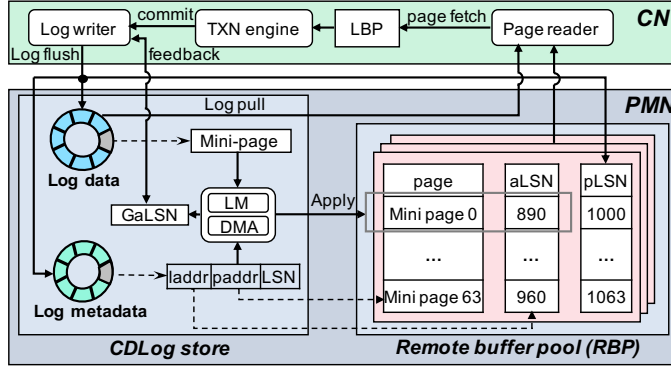 CN
Log writer
commit
TXN engine
LBP
page fetch
Page reader
Log flush
feedback
PMN
Log pull
Log data
Mini-page
GaLSN
LM
DMA
Apply
laddr paddr LSN
Log metadata
CDLog store
page aLSN pLSN
Mini page 0 890 1000
... ... ...
Mini page 63 960 1063
Remote buffer pool (RBP)